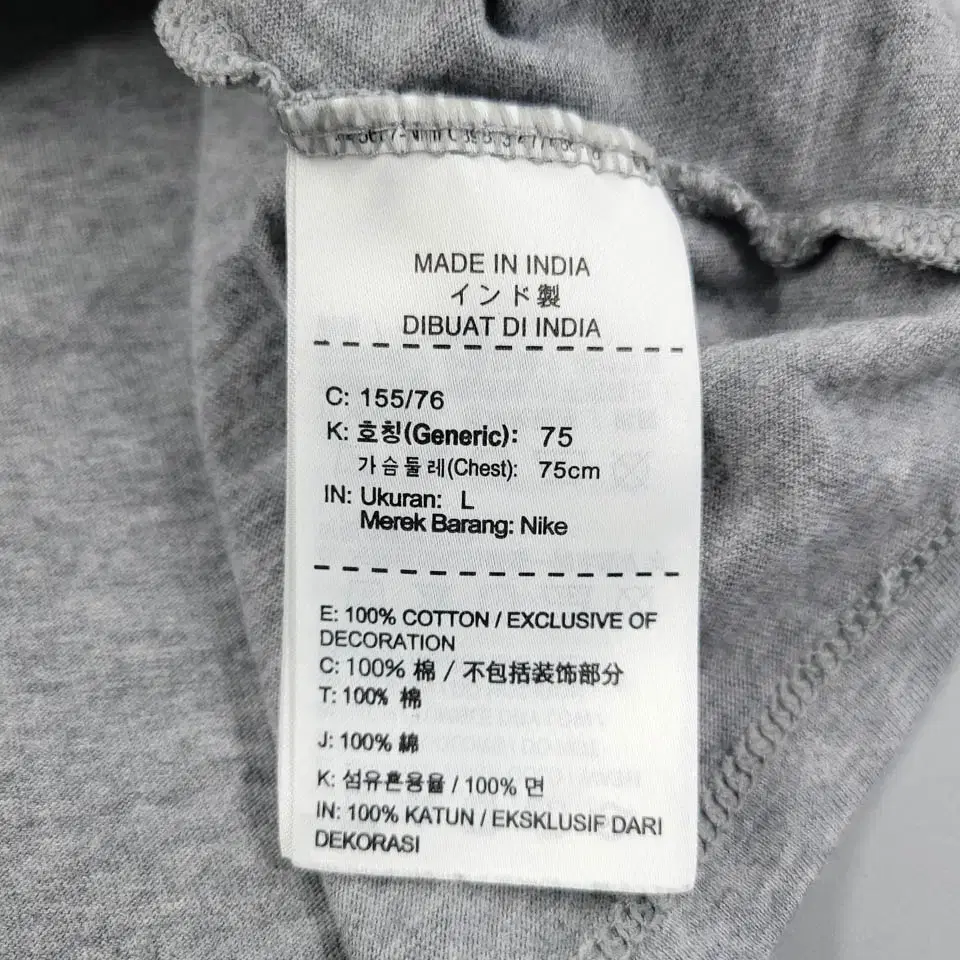 MADE IN INDIA
インド製
DIBUAT DI INDIA
C: 155/76
K: 호칭(Generic): 75
가슴둘레(Chest): 75cm
IN: Ukuran: L
Merek Barang: Nike
E: 100% COTTON / EXCLUSIVE OF
DECORATION
C: 100% 棉 / 不包括装饰部分
T: 100% 棉
J: 100% 綿
K: 섬유혼용율 / 100% 면
IN: 100% KATUN / EKSKLUSIF DARI
DEKORASI